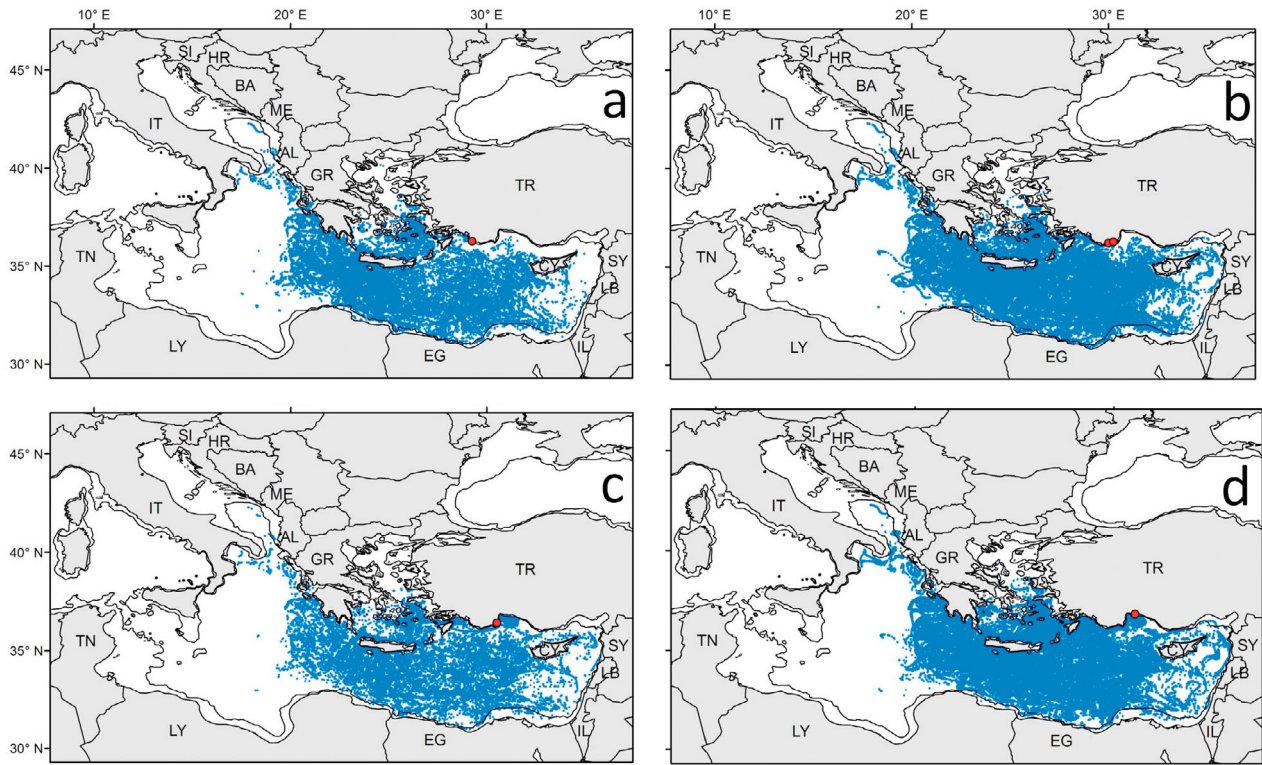 10° E 20° E 30° E 10° E 20° E 30° E
45° N
40° N
35° N
30° N
SI HR BA ME IT AL GR TR TN CY SY LB LY EG IL
a
SI HR BA ME IT AL GR TR TN CY SY LB LY EG IL
b
10° E 20° E 30° E
45° N
40° N
35° N
30° N
SI HR BA ME IT AL GR TR TN CY SY LB LY EG IL
c
SI HR BA ME IT AL GR TR TN CY SY LB LY EG IL
d